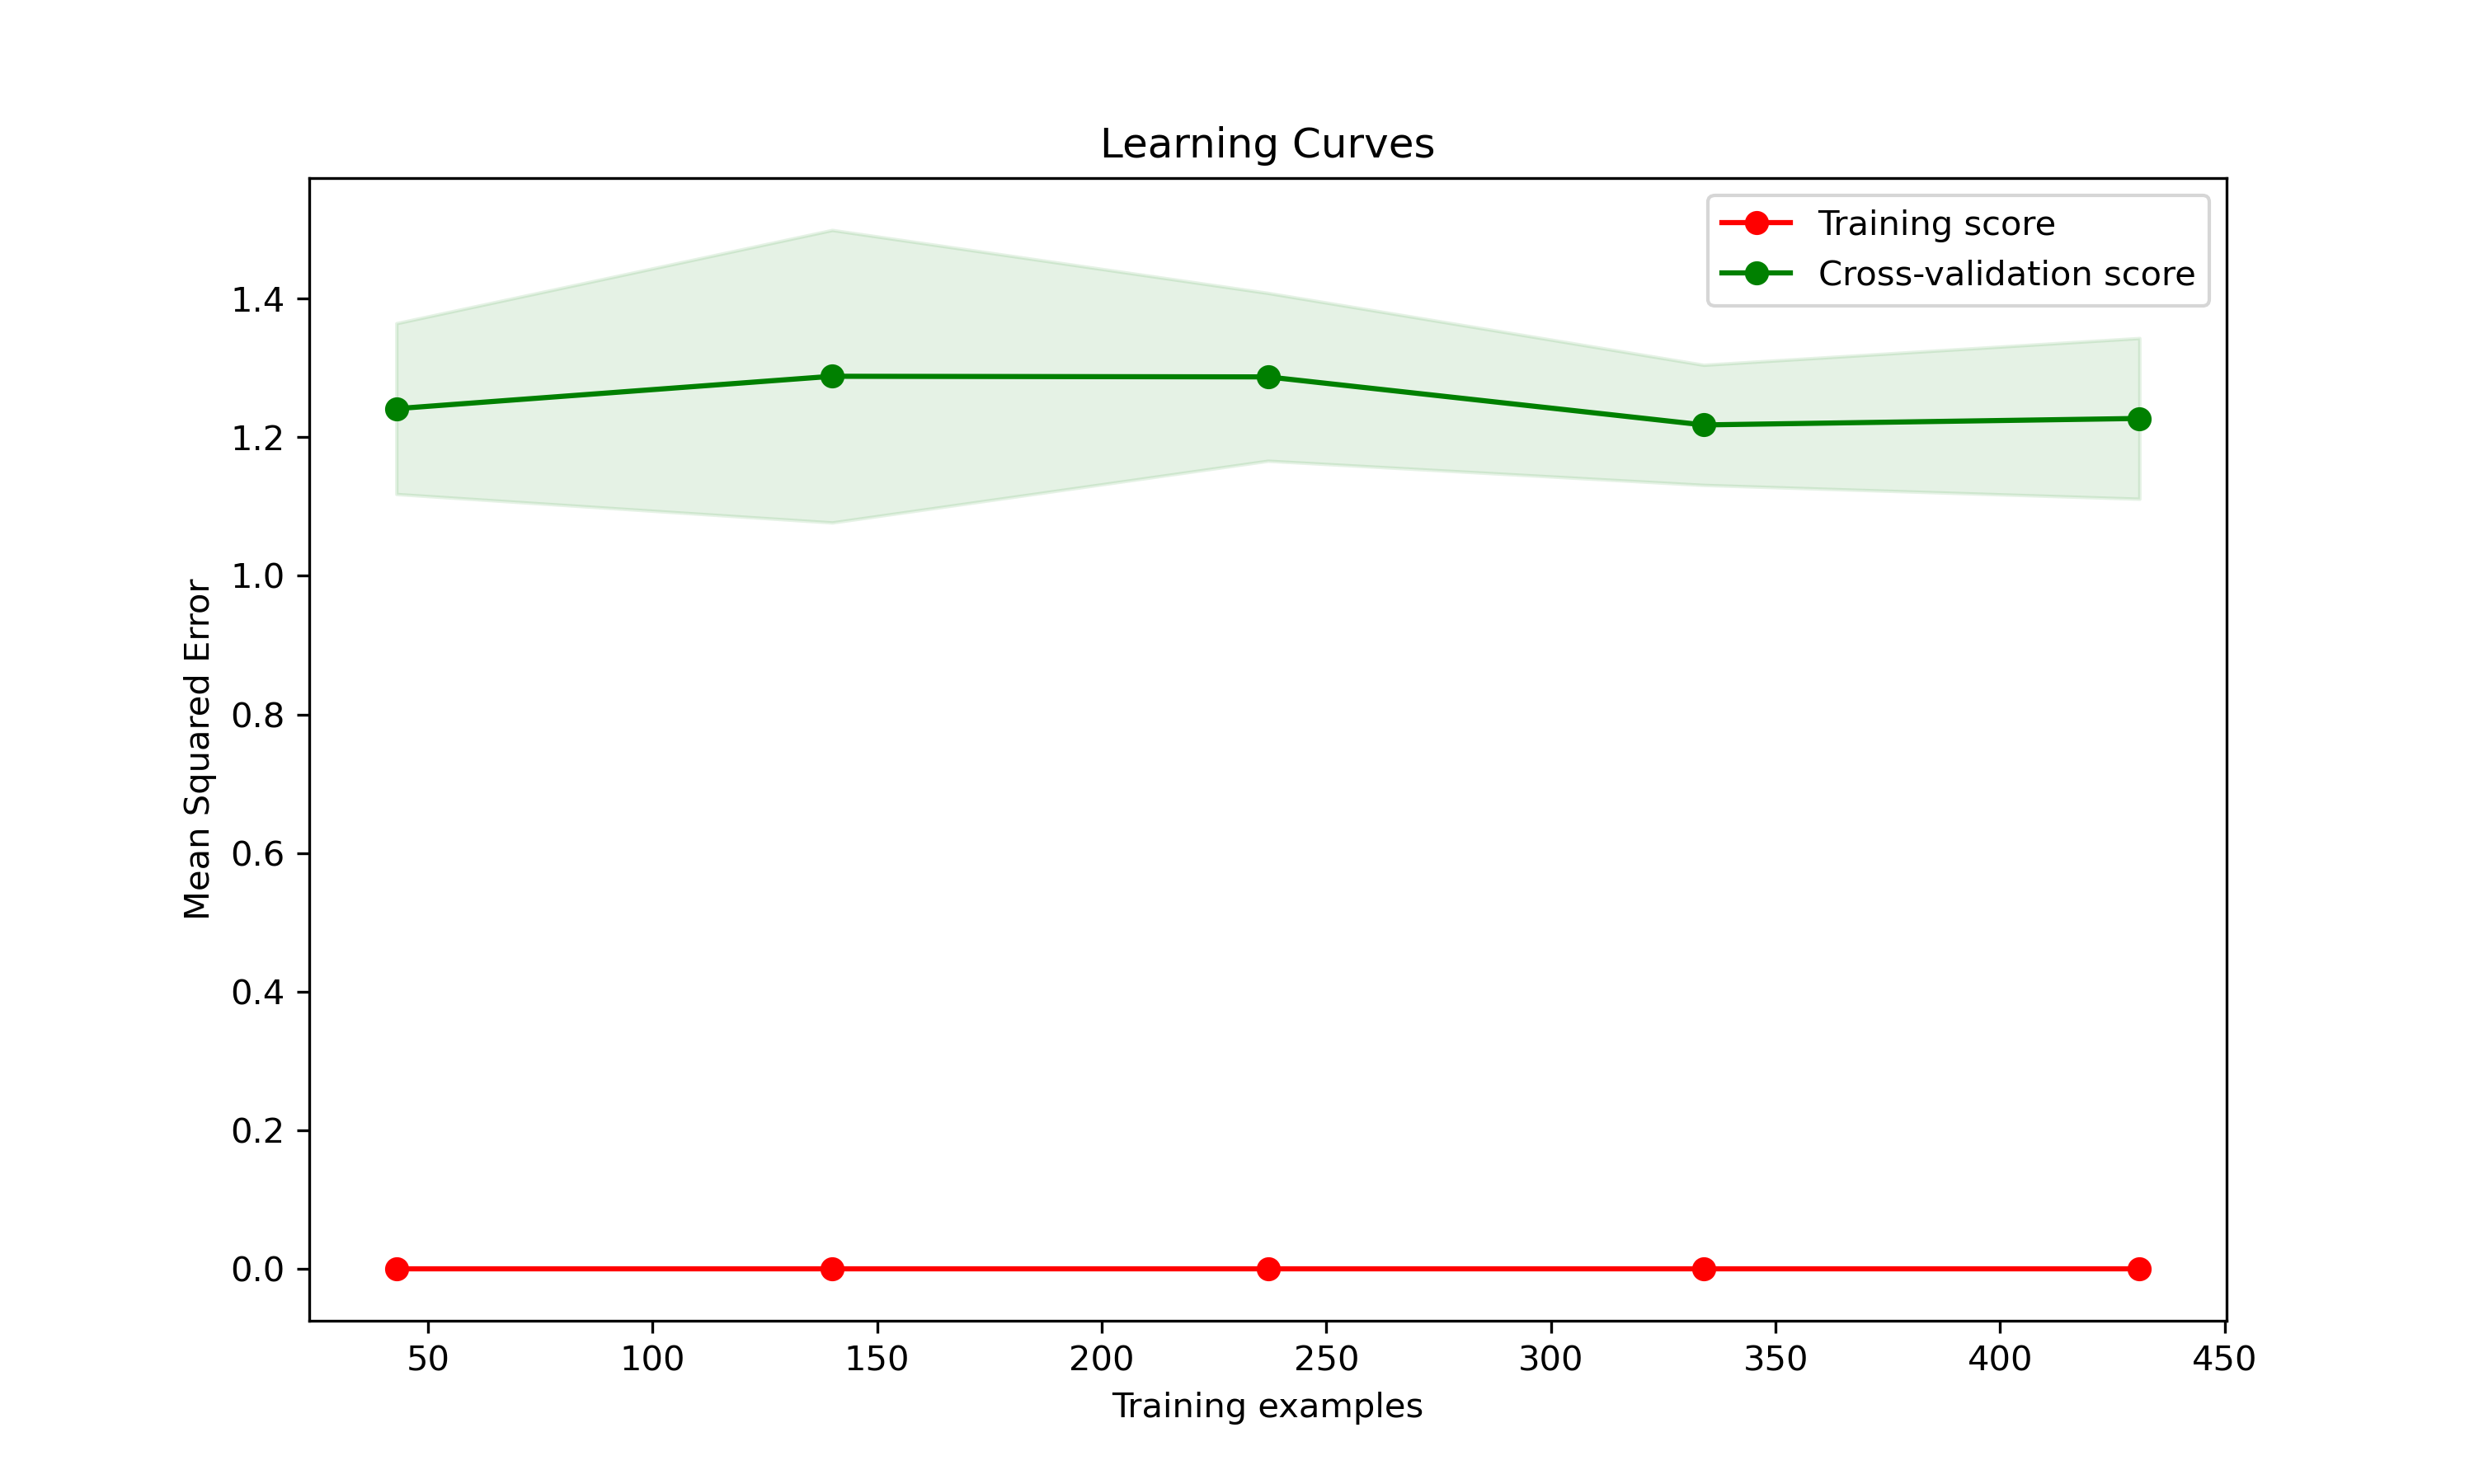 Learning Curves
Training score
Cross-validation score
1.4
1.2
1.0
0.8
0.6
0.4
0.2
0.0
Mean Squared Error
50 100 150 200 250 300 350 400 450
Training examples